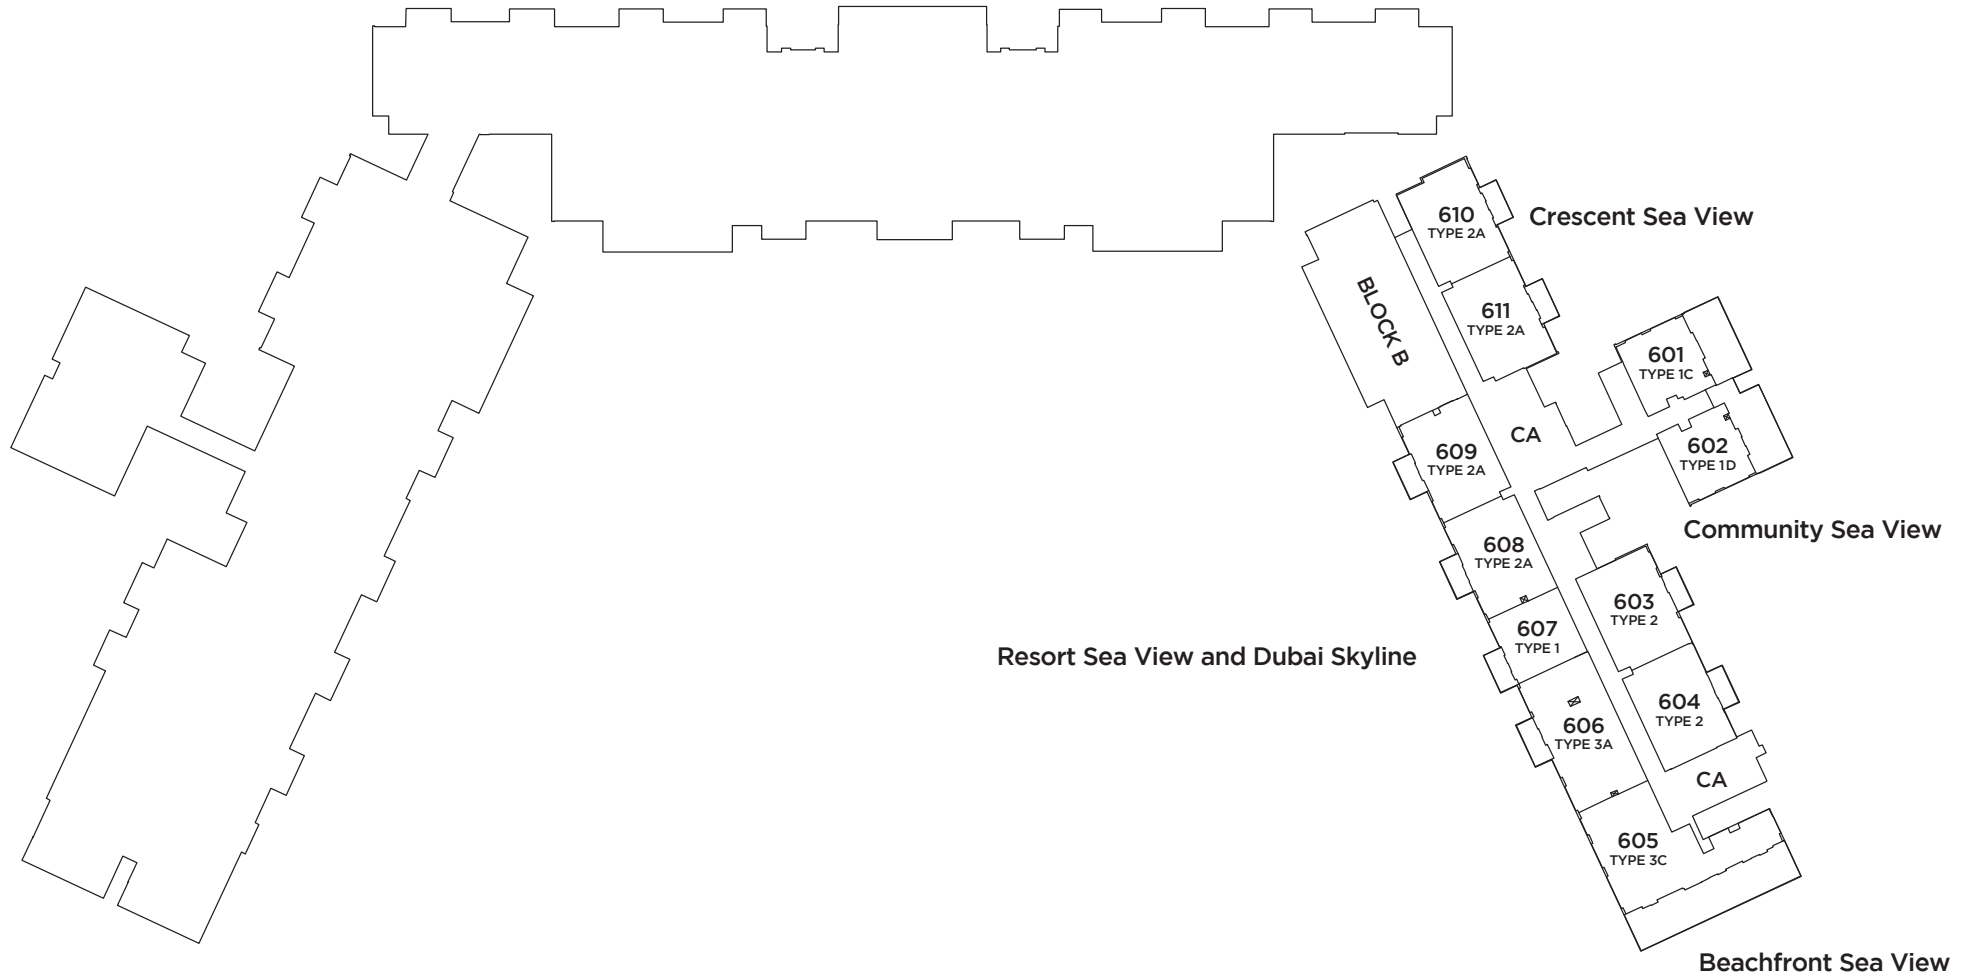 610
TYPE 2A
Crescent Sea View
611
TYPE 2A
BLOCK B
601
TYPE 1C
CA
609
TYPE 2A
602
TYPE 1D
Community Sea View
608
TYPE 2A
603
TYPE 2
607
TYPE 1
Resort Sea View and Dubai Skyline
604
TYPE 2
606
TYPE 3A
CA
605
TYPE 3C
Beachfront Sea View